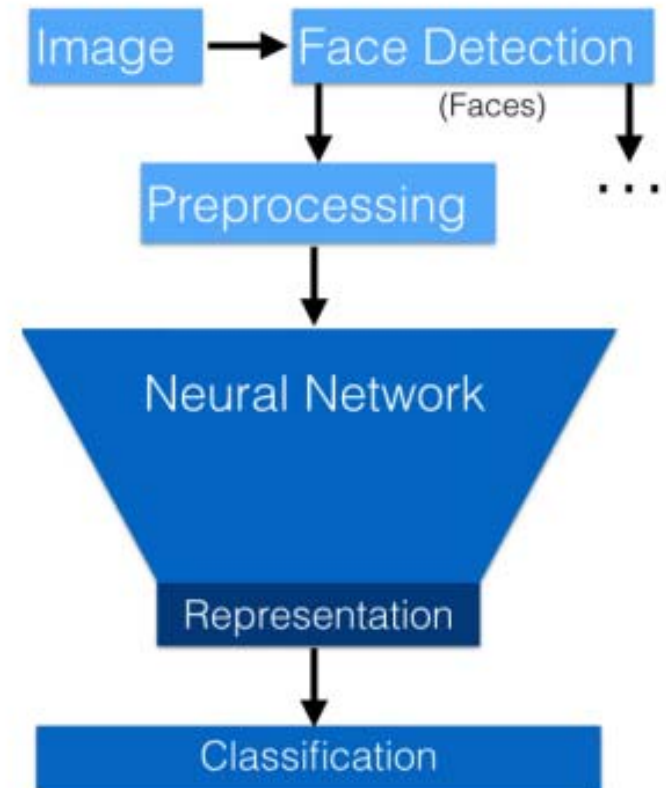 Image
Face Detection
(Faces)
Preprocessing
...
Neural Network
Representation
Classification